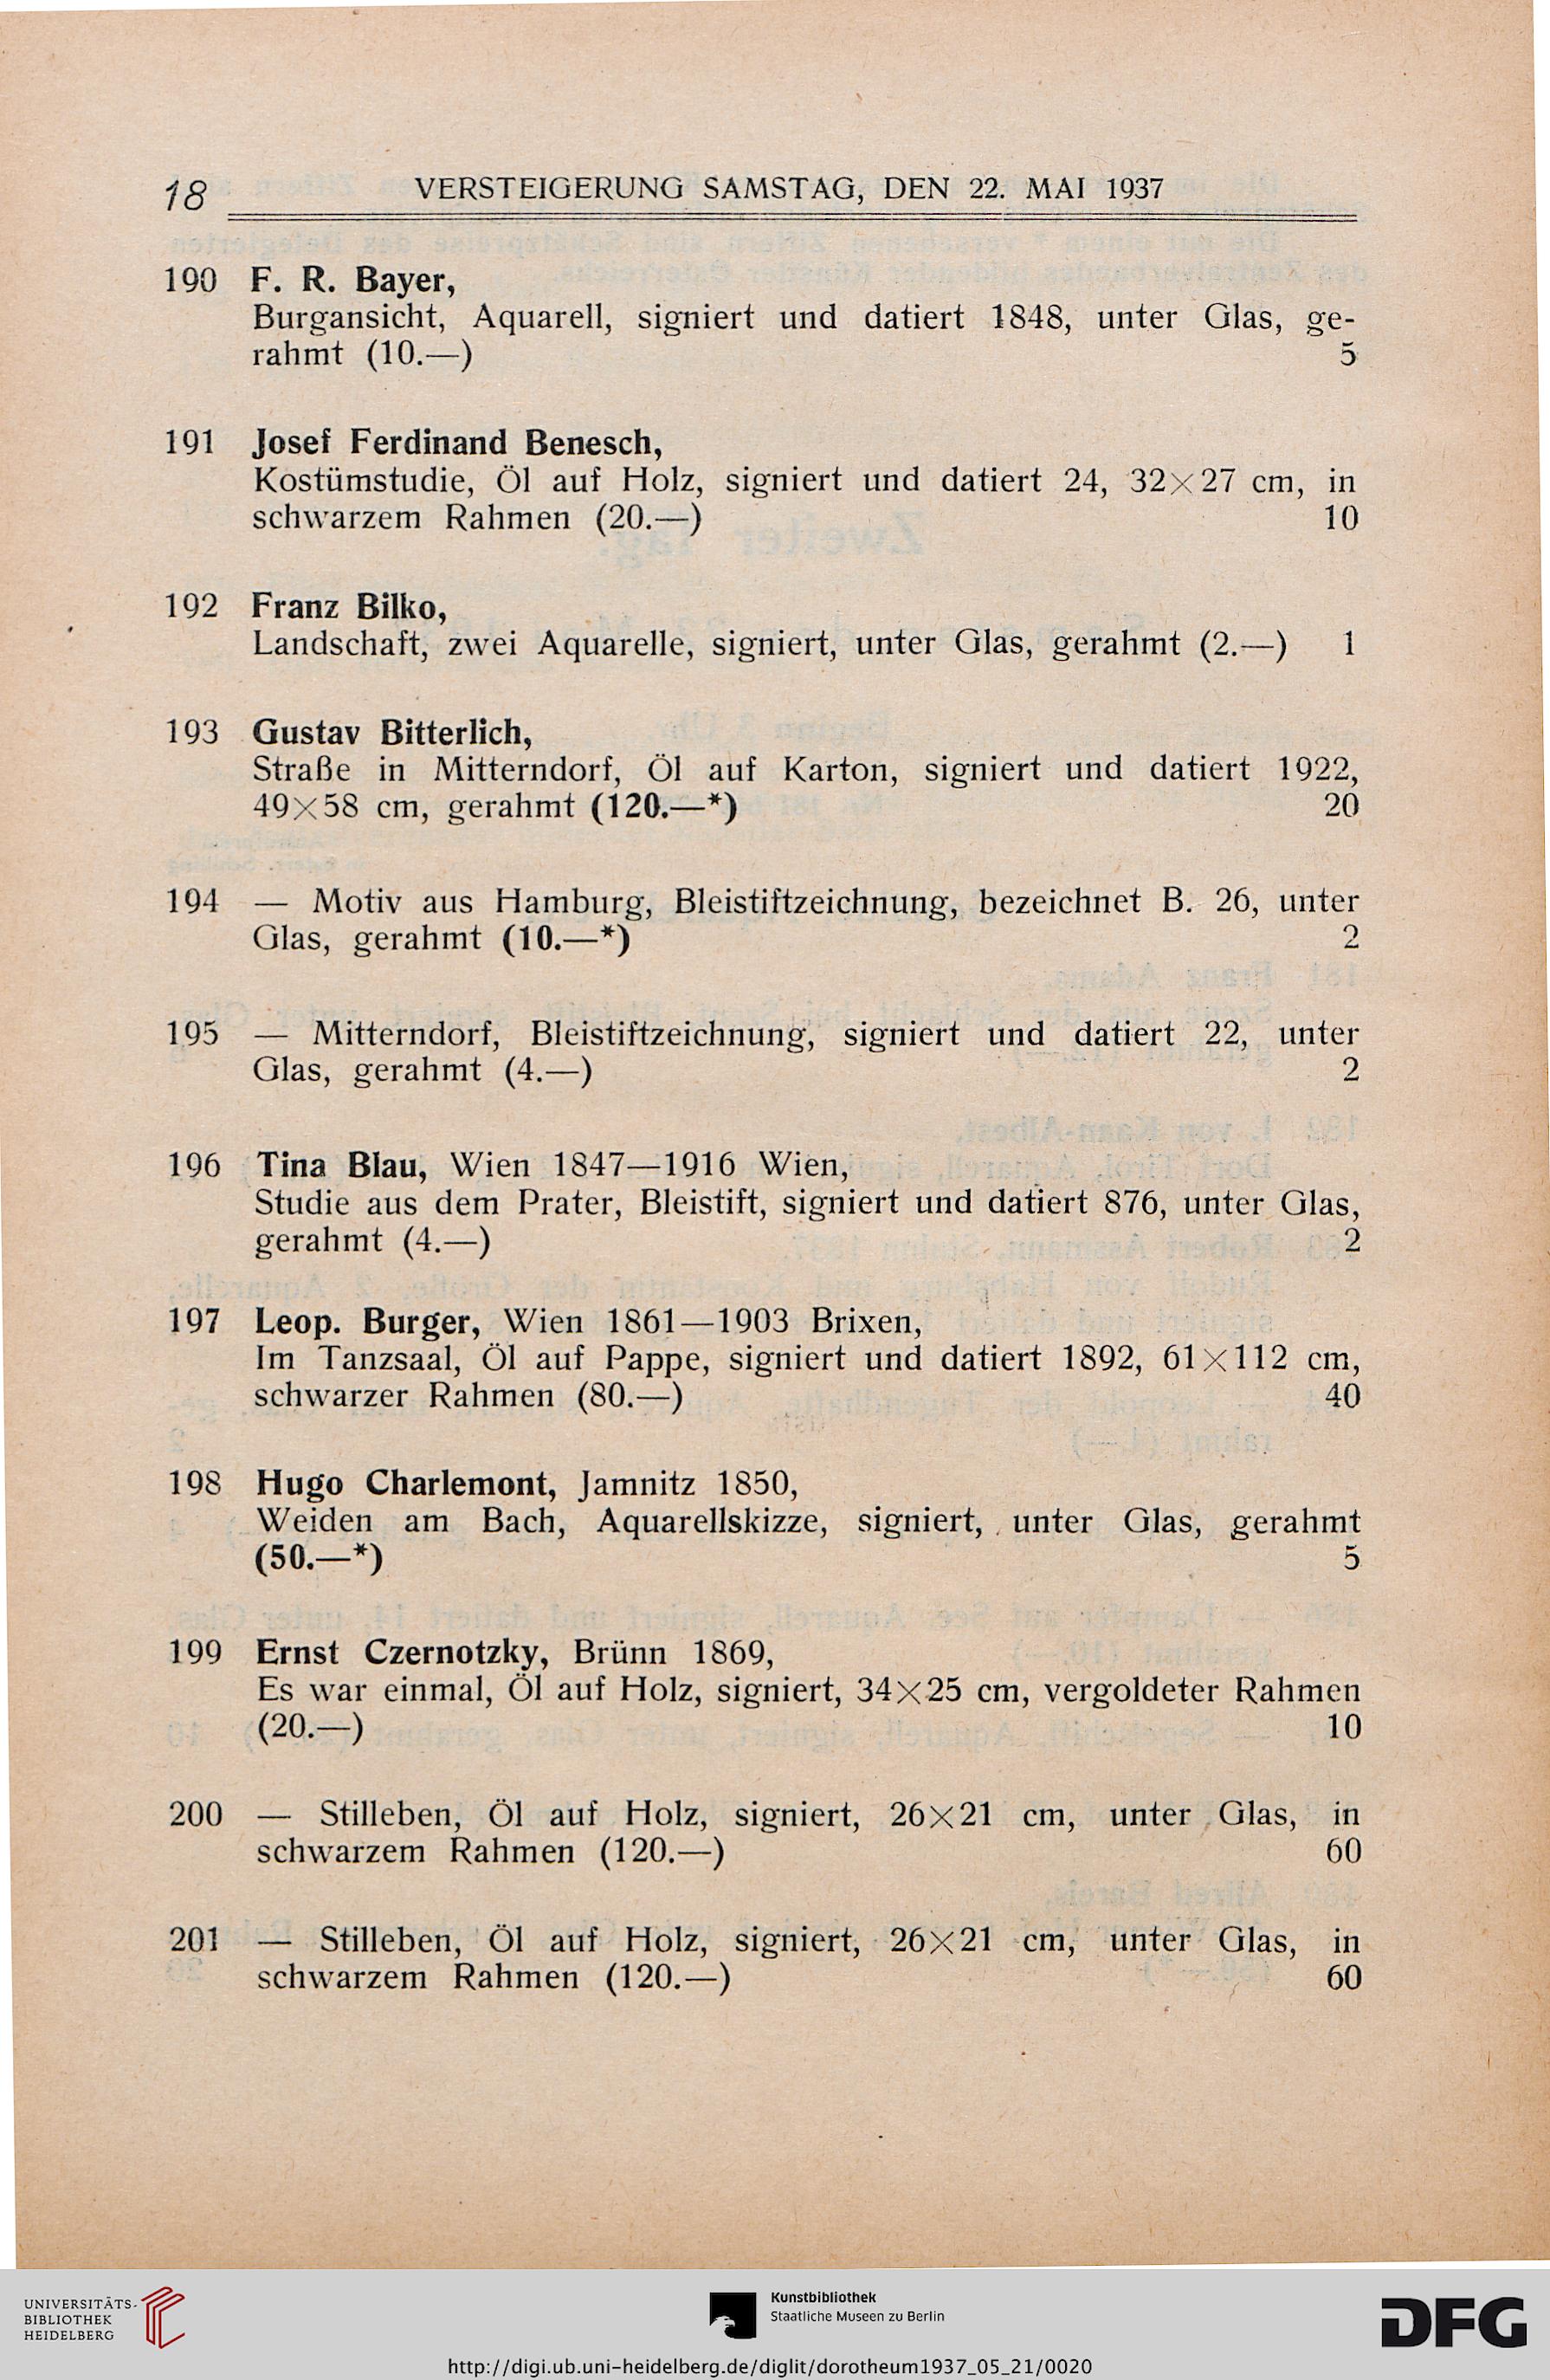 18 VERSTEIGERUNG SAMSTAG, DEN 22. MAI 1937
190 F. R. Bayer,
Burgansicht, Aquarell, signiert und datiert 1848, unter Glas, ge-
rahmt (10.—) 5
191 Josef Ferdinand Benesch,
Kostümstudie, Öl auf Holz, signiert und datiert 24, 32×27 cm, in
schwarzem Rahmen (20.—) 10
192 Franz Bilko,
Landschaft, zwei Aquarelle, signiert, unter Glas, gerahmt (2.—) 1
193 Gustav Bitterlich,
Straße in Mitterndorf, Öl auf Karton, signiert und datiert 1922,
49×58 cm, gerahmt (120.—*) 20
194 — Motiv aus Hamburg, Bleistiftzeichnung, bezeichnet B. 26, unter
Glas, gerahmt (10.—*) 2
195 — Mitterndorf, Bleistiftzeichnung, signiert und datiert 22, unter
Glas, gerahmt (4.—) 2
196 Tina Blau, Wien 1847—1916 Wien,
Studie aus dem Prater, Bleistift, signiert und datiert 876, unter Glas,
gerahmt (4.—) 2
197 Leop. Burger, Wien 1861—1903 Brixen,
Im Tanzsaal, Öl auf Pappe, signiert und datiert 1892, 61×112 cm,
schwarzer Rahmen (80.—) 40
198 Hugo Charlemont, Jamnitz 1850,
Weiden am Bach, Aquarellskizze, signiert, unter Glas, gerahmt
(50.—*) 5
199 Ernst Czernotzky, Brünn 1869,
Es war einmal, Öl auf Holz, signiert, 34×25 cm, vergoldeter Rahmen
(20.—) 10
200 — Stilleben, Öl auf Holz, signiert, 26×21 cm, unter Glas, in
schwarzem Rahmen (120.—) 60
201 — Stilleben, Öl auf Holz, signiert, 26×21 cm, unter Glas, in
schwarzem Rahmen (120.—) 60
UNIVERSITÄTS-
BIBLIOTHEK
HEIDELBERG
Kunstbibliothek
Staatliche Museen zu Berlin
DFG
http://digi.ub.uni-heidelberg.de/diglit/dorotheum1937_05_21/0020